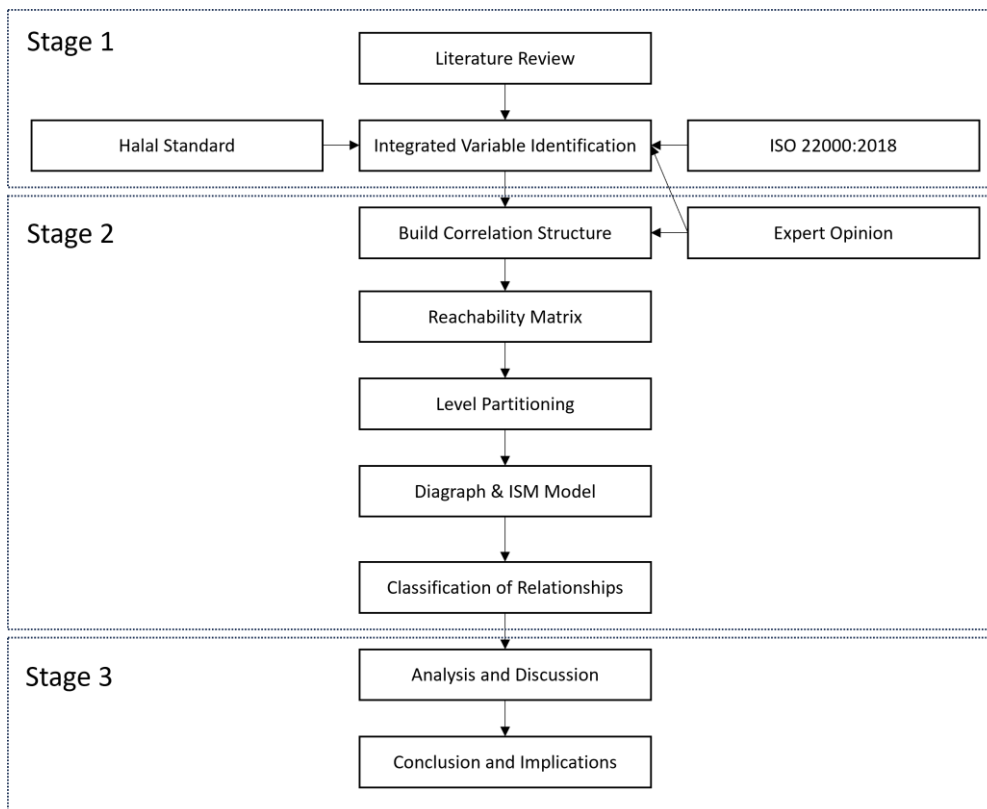 Stage 1
Literature Review
Halal Standard
Integrated Variable Identification
ISO 22000:2018
Stage 2
Build Correlation Structure
Expert Opinion
Reachability Matrix
Level Partitioning
Diagraph & ISM Model
Classification of Relationships
Stage 3
Analysis and Discussion
Conclusion and Implications